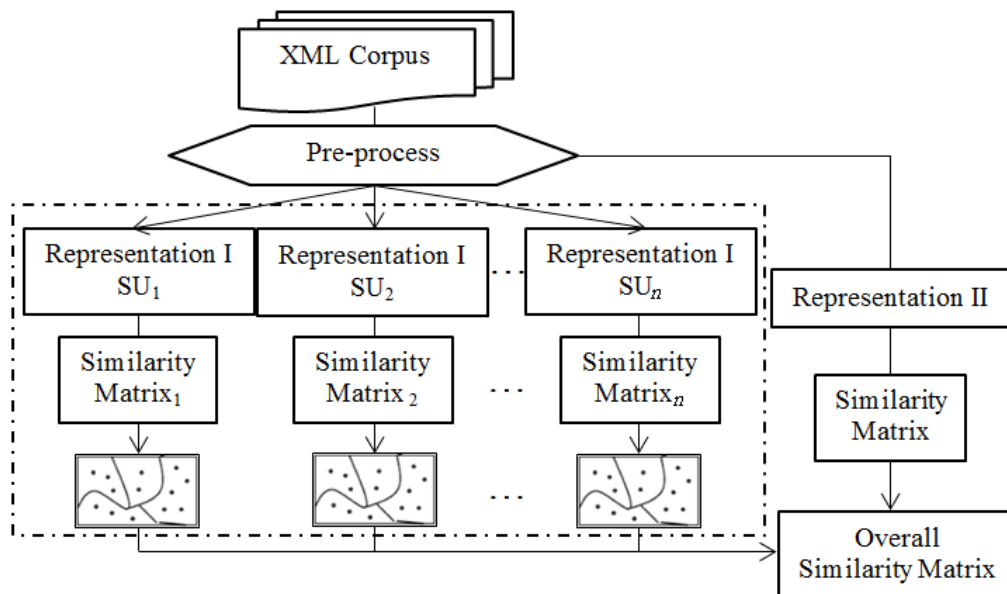 XML Corpus
Pre-process
Representation I
SU1
Representation I
SU2
...
Representation I
SUn
Representation II
Similarity
Matrix1
Similarity
Matrix 2
...
Similarity
Matrixn
Similarity
Matrix
...
Overall
Similarity Matrix